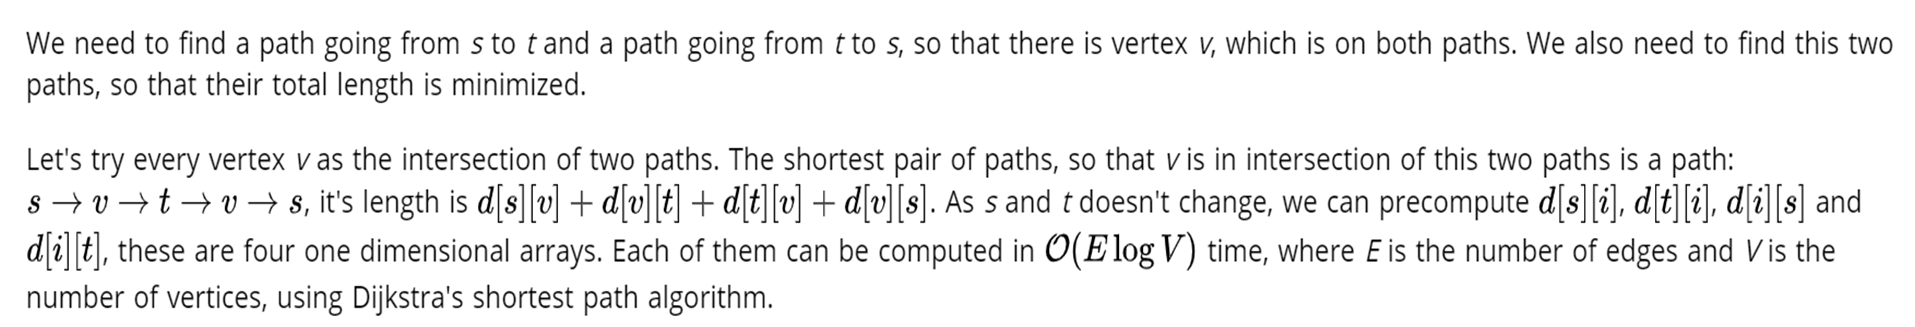 We need to find a path going from s to t and a path going from t to s, so that there is vertex v, which is on both paths. We also need to find this two
paths, so that their total length is minimized.
Let's try every vertex v as the intersection of two paths. The shortest pair of paths, so that v is in intersection of this two paths is a path:
s → v → t → v → s, it's length is d[s][v] + d[v][t] + d[t][v] + d[v][s]. As s and t doesn't change, we can precompute d[s][i], d[t][i], d[i][s] and
d[i][t], these are four one dimensional arrays. Each of them can be computed in O(E log V) time, where E is the number of edges and V is the
number of vertices, using Dijkstra's shortest path algorithm.